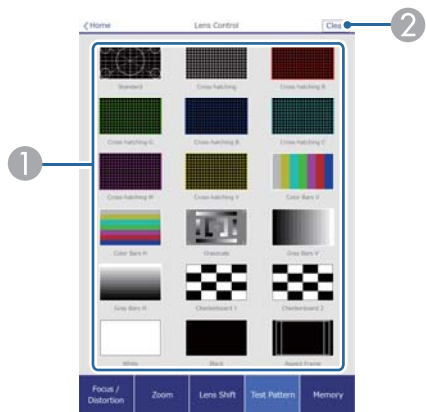 Home
Lens Control
Clea
2
1
Standard
Cross-hatching
Cross-hatching R
Cross-hatching G
Cross-hatching B
Cross-hatching C
Cross-hatching M
Cross-hatching Y
Color Bars V
Color Bars H
Grayscale
Gray Bars V
Gray Bars H
Checkerboard 1
Checkerboard 2
White
Black
Aspect Frame
Focus /
Distortion
Zoom
Lens Shift
Test Pattern
Memory